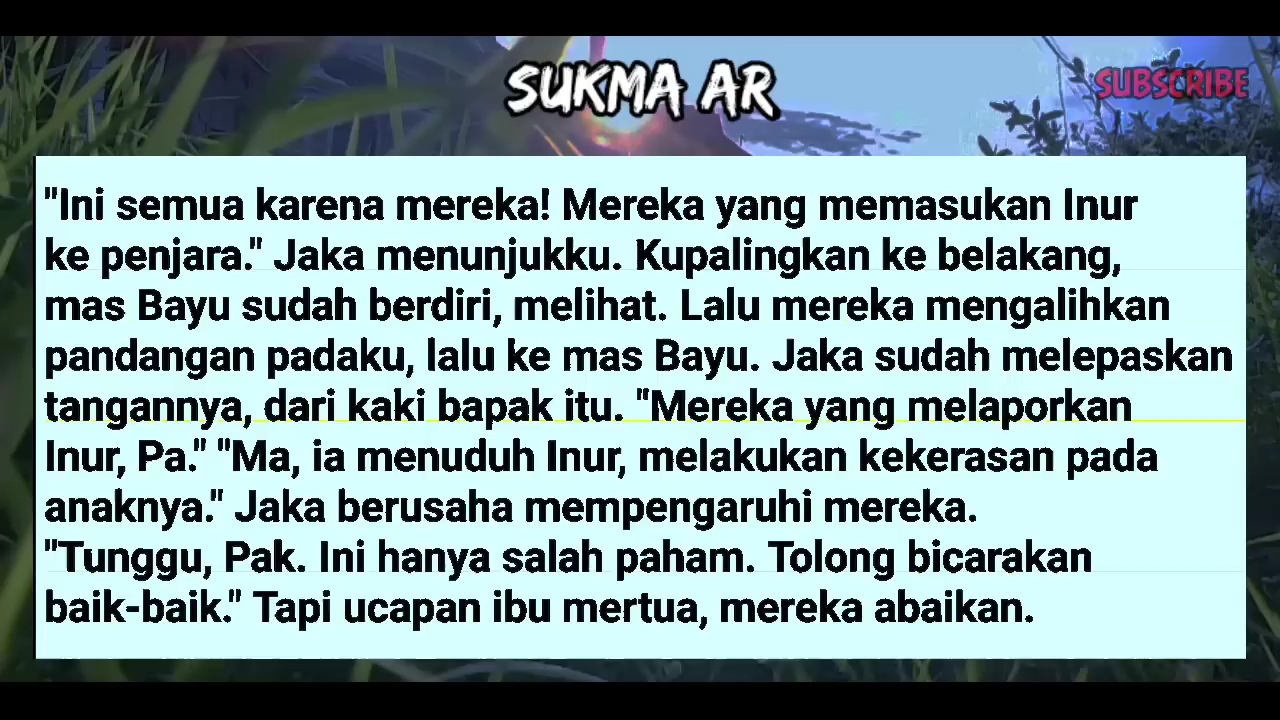 SUKMA AR
SUBSCRIBE
"Ini semua karena mereka! Mereka yang memasukan Inur
ke penjara." Jaka menunjukku. Kupalingkan ke belakang,
mas Bayu sudah berdiri, melihat. Lalu mereka mengalihkan
pandangan padaku, lalu ke mas Bayu. Jaka sudah melepaskan
tangannya, dari kaki bapak itu. "Mereka yang melaporkan
Inur, Pa." "Ma, ia menuduh Inur, melakukan kekerasan pada
anaknya." Jaka berusaha mempengaruhi mereka.
"Tunggu, Pak. Ini hanya salah paham. Tolong bicarakan
baik-baik." Tapi ucapan ibu mertua, mereka abaikan.